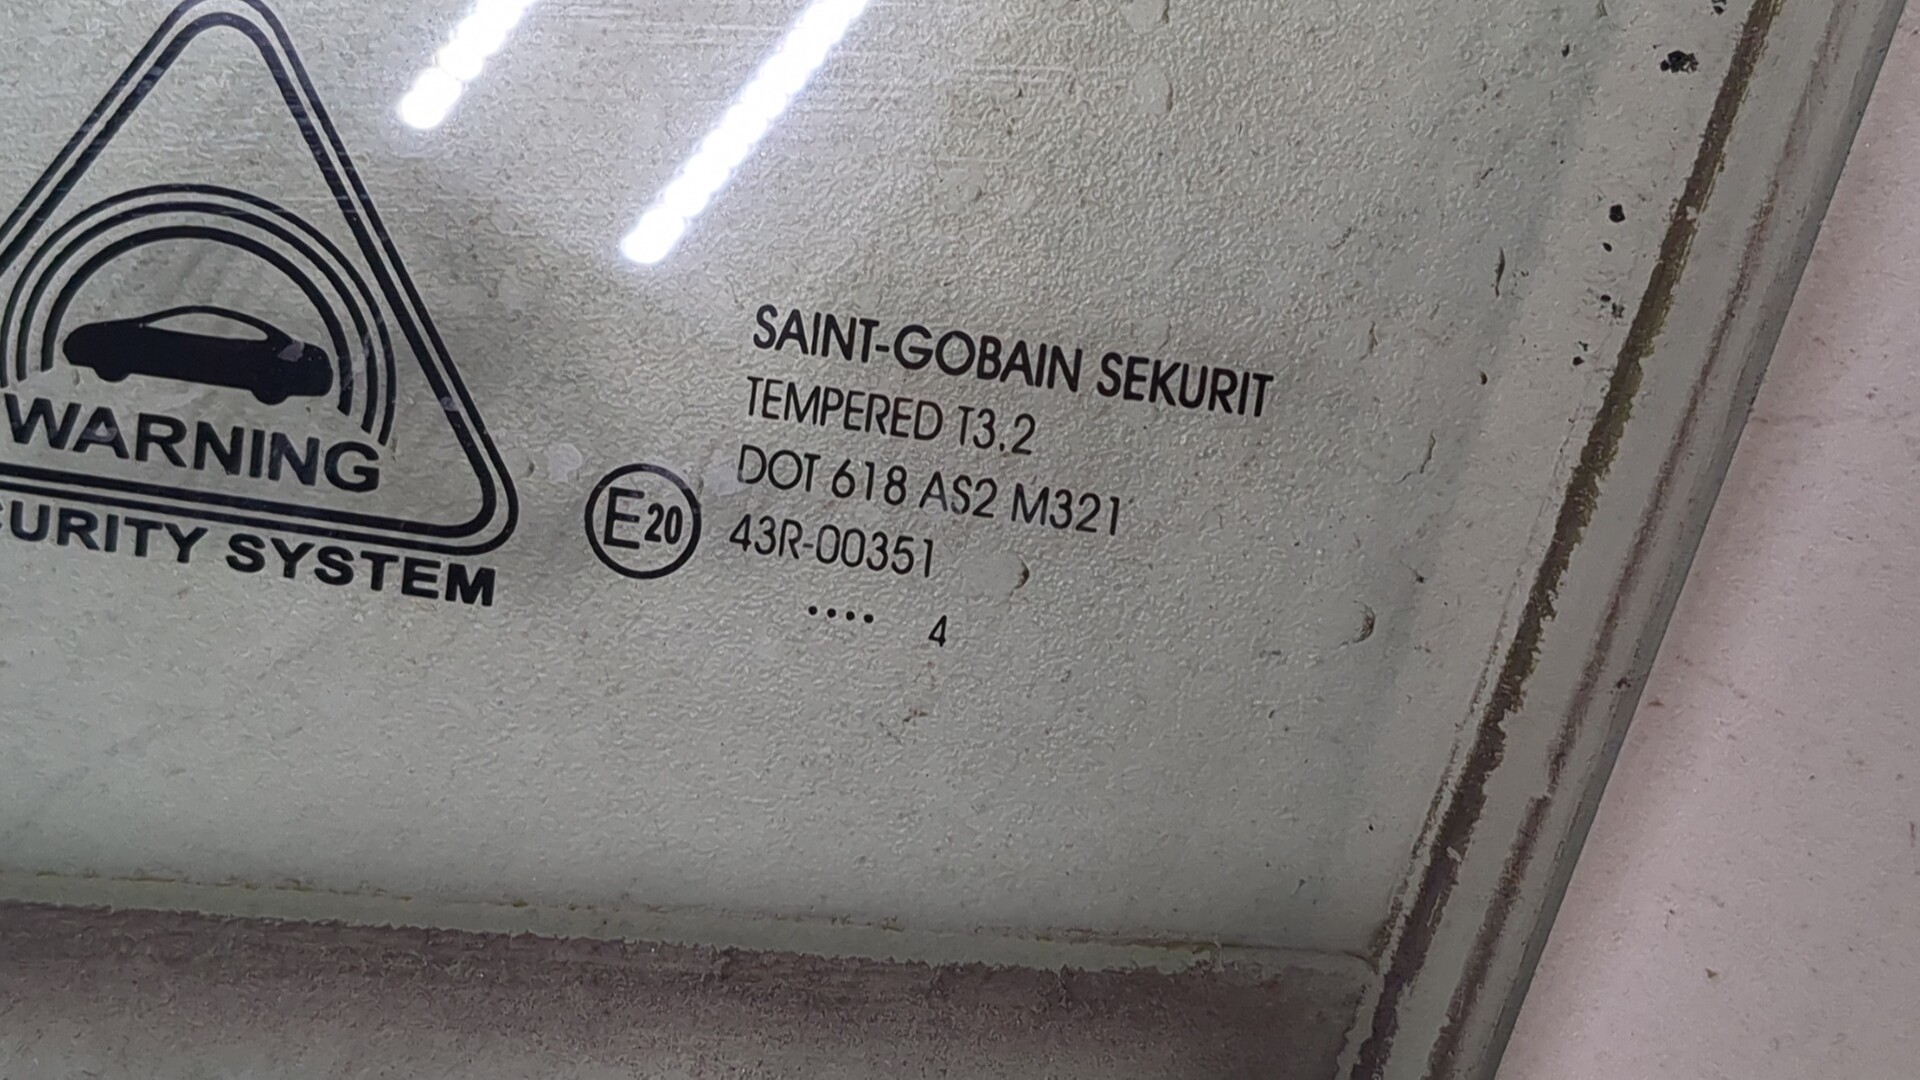 WARNING
CURITY SYSTEM
SAINT-GOBAIN SEKURIT
TEMPERED T3.2
DOT 618 AS2 M321
E20 43R-00351
.... 4